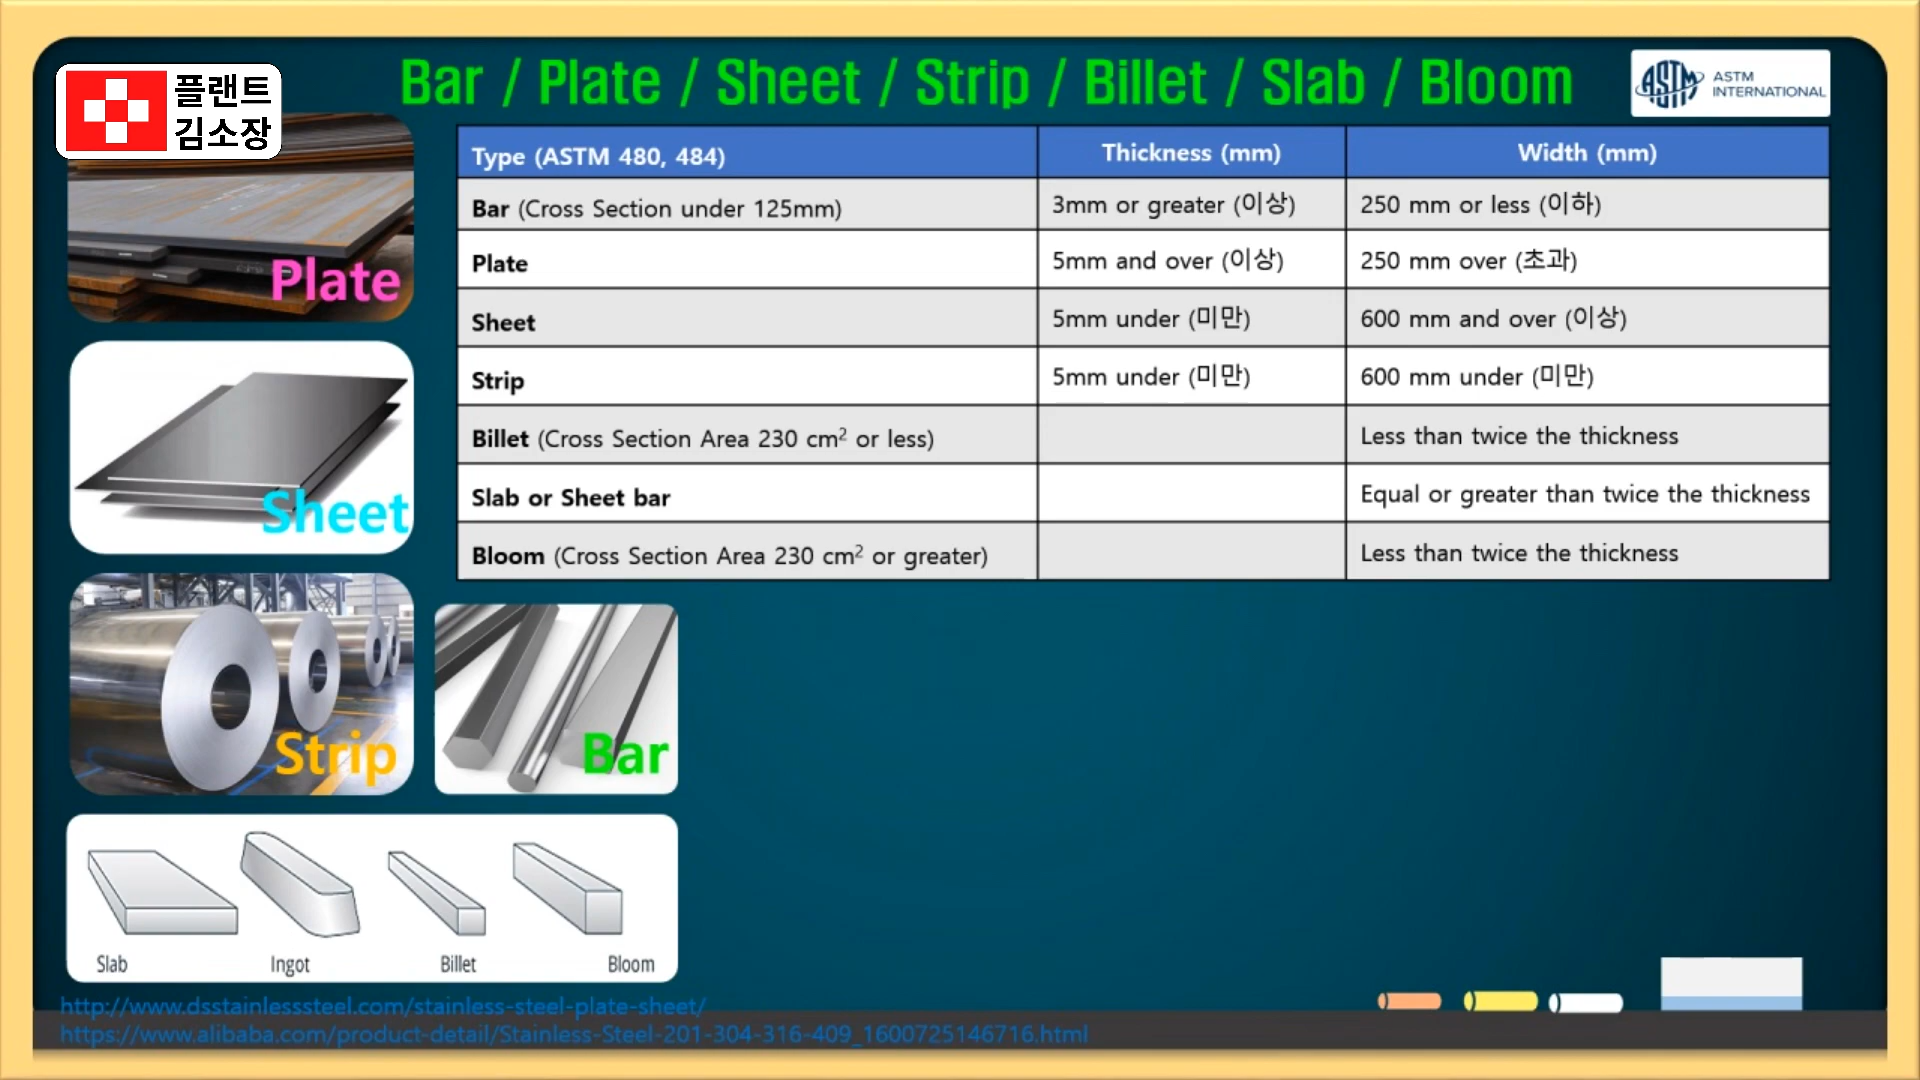 플랜트
김소장
Bar / Plate / Sheet / Strip / Billet / Slab / Bloom
ASTM
ASTM
INTERNATIONAL
Type (ASTM 480, 484) Thickness (mm) Width (mm)
Bar (Cross Section under 125mm) 3mm or greater (이상) 250 mm or less (이하)
Plate 5mm and over (이상) 250 mm over (초과)
Sheet 5mm under (미만) 600 mm and over (이상)
Strip 5mm under (미만) 600 mm under (미만)
Billet (Cross Section Area 230 cm² or less) Less than twice the thickness
Slab or Sheet bar Equal or greater than twice the thickness
Bloom (Cross Section Area 230 cm² or greater) Less than twice the thickness
Plate
Sheet
Strip
Bar
Slab Ingot Billet Bloom
http://www.dsstainlesssteel.com/stainless-steel-plate-sheet/
https://www.alibaba.com/product-detail/Stainless-Steel-201-304-316-409_1600725146716.html